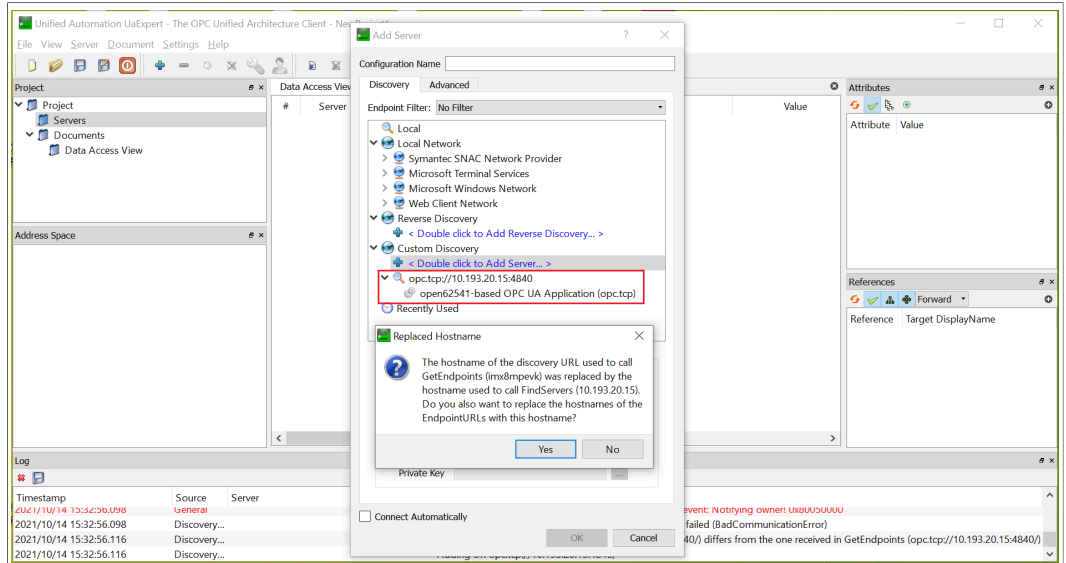 Unified Automation UaExpert - The OPC Unified Architecture Client - New
File View Server Document Settings Help
Project
Project
Servers
Documents
Data Access View
Address Space
Data Access View
# Server
Value
Add Server
Configuration Name
Discovery Advanced
Endpoint Filter: No Filter
Local
Local Network
Symantec SNAC Network Provider
Microsoft Terminal Services
Microsoft Windows Network
Web Client Network
Reverse Discovery
< Double click to Add Reverse Discovery... >
Custom Discovery
< Double click to Add Server... >
opc.tcp://10.193.20.15:4840
open62541-based OPC UA Application (opc.tcp)
Recently Used
Replaced Hostname
The hostname of the discovery URL used to call
GetEndpoints (imx8mpevk) was replaced by the
hostname used to call FindServers (10.193.20.15).
Do you also want to replace the hostnames of the
EndpointURLs with this hostname?
Yes No
Private Key ...
Connect Automatically
OK Cancel
Attributes
Attribute Value
References
Forward
Reference Target DisplayName
Log
Timestamp Source Server
2021/10/14 15:32:56.098 General event: Notifying owner! 0x80050000
2021/10/14 15:32:56.098 Discovery... failed (BadCommunicationError)
2021/10/14 15:32:56.116 Discovery... 40/) differs from the one received in GetEndpoints (opc.tcp://10.193.20.15:4840/)
2021/10/14 15:32:56.116 Discovery...